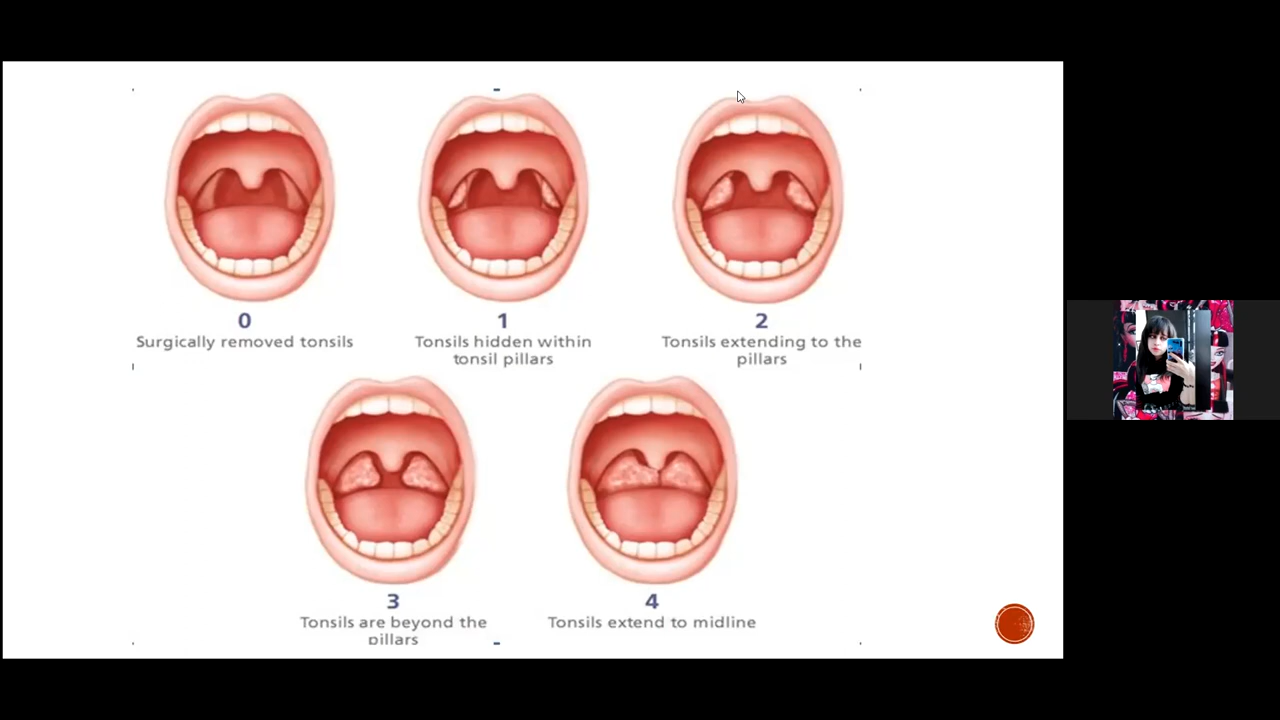 0
Surgically removed tonsils
1
Tonsils hidden within
tonsil pillars
2
Tonsils extending to the
pillars
3
Tonsils are beyond the
pillars
4
Tonsils extend to midline